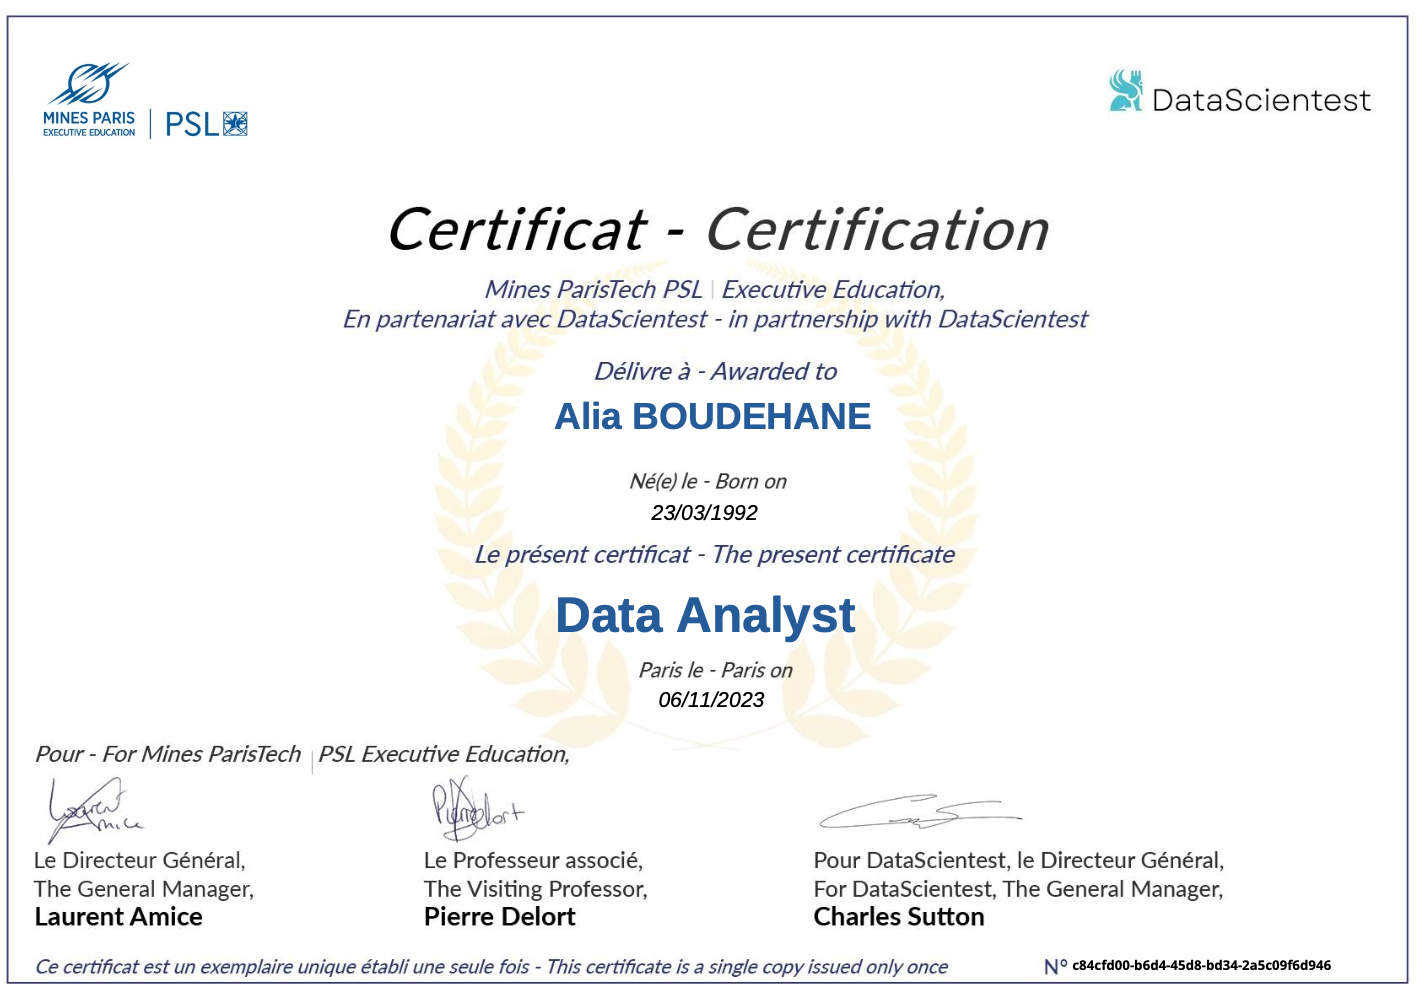 MINES PARIS
EXECUTIVE EDUCATION
PSL
DataScientest
Certificat - Certification
Mines ParisTech PSL | Executive Education,
En partenariat avec DataScientest - in partnership with DataScientest
Délivre à - Awarded to
Alia BOUDEHANE
Né(e) le - Born on
23/03/1992
Le présent certificat - The present certificate
Data Analyst
Paris le - Paris on
06/11/2023
Pour - For Mines ParisTech | PSL Executive Education,
Laurent Amice
Pierre Delort
Le Directeur Général,
The General Manager,
Laurent Amice
Le Professeur associé,
The Visiting Professor,
Pierre Delort
Pour DataScientest, le Directeur Général,
For DataScientest, The General Manager,
Charles Sutton
Ce certificat est un exemplaire unique établi une seule fois - This certificate is a single copy issued only once
N° c84cfd00-b6d4-45d8-bd34-2a5c09f6d946